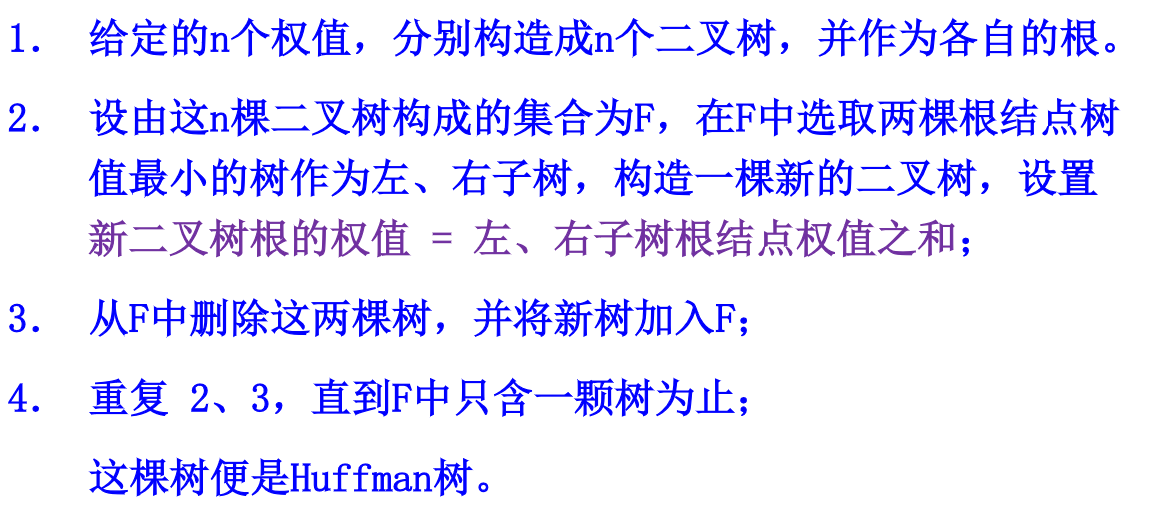 1. 给定的n个权值，分别构造成n个二叉树，并作为各自的根。
2. 设由这n棵二叉树构成的集合为F，在F中选取两棵根结点树
值最小的树作为左、右子树，构造一棵新的二叉树，设置
新二叉树根的权值 = 左、右子树根结点权值之和；
3. 从F中删除这两棵树，并将新树加入F；
4. 重复 2、3，直到F中只含一颗树为止；
这棵树便是Huffman树。